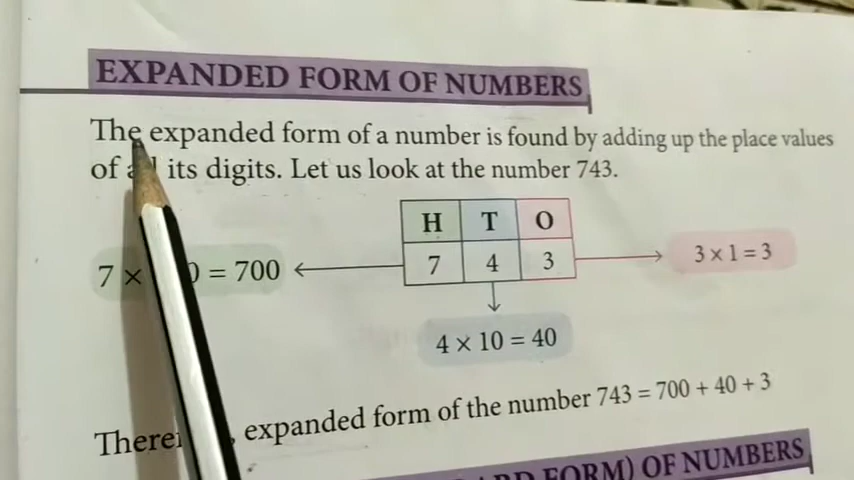 EXPANDED FORM OF NUMBERS
The expanded form of a number is found by adding up the place values
of its digits. Let us look at the number 743.
H T O
7 4 3
7 × = 700
3 × 1 = 3
4 × 10 = 40
expanded form of the number 743 = 700 + 40 + 3
FORM) OF NUMBERS